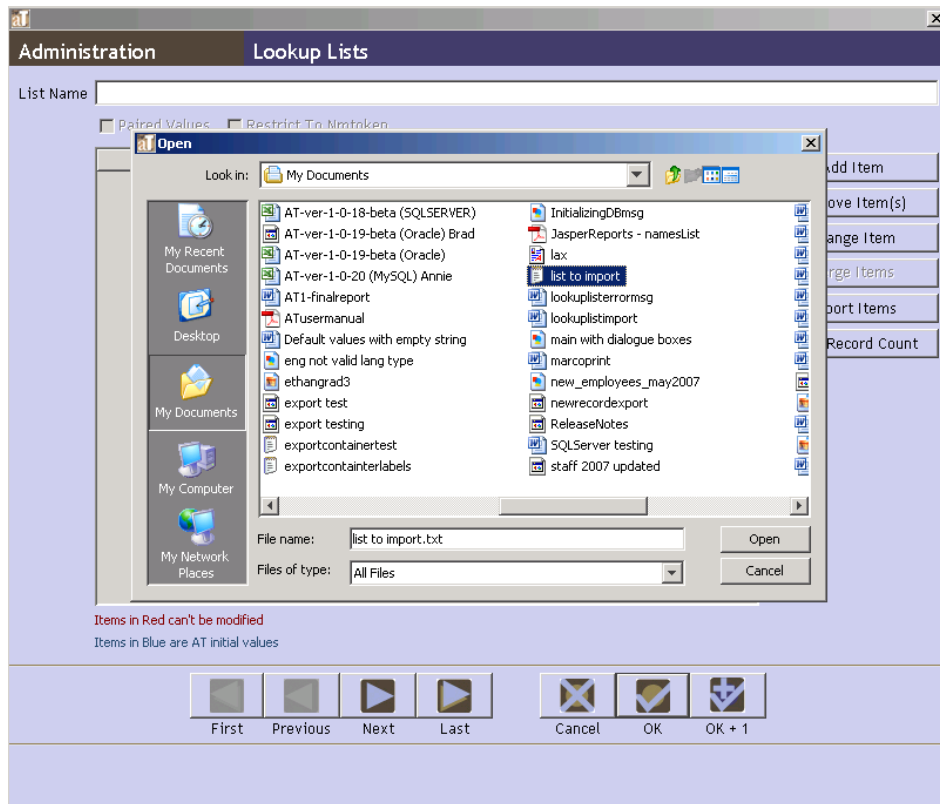 aT
Administration
Lookup Lists
List Name
Paired Values
Restrict To Nmtoken
aT Open
Look in:
My Documents
My Recent
Documents
Desktop
My Documents
My Computer
My Network
Places
AT-ver-1-0-18-beta (SQLSERVER)
AT-ver-1-0-19-beta (Oracle) Brad
AT-ver-1-0-19-beta (Oracle)
AT-ver-1-0-20 (MySQL) Annie
AT1-finalreport
ATusermanual
Default values with empty string
eng not valid lang type
ethangrad3
export test
export testing
exportcontainertest
exportcontainterlabels
InitializingDBmsg
JasperReports - namesList
lax
list to import
lookuplisterrormsg
lookuplistimport
main with dialogue boxes
marcoprint
new_employees_may2007
newrecordexport
ReleaseNotes
SQLServer testing
staff 2007 updated
File name:
list to import.txt
Open
Files of type:
All Files
Cancel
Add Item
ove Item(s)
ange Item
rge Items
port Items
Record Count
Items in Red can't be modified
Items in Blue are AT initial values
First
Previous
Next
Last
Cancel
OK
OK + 1